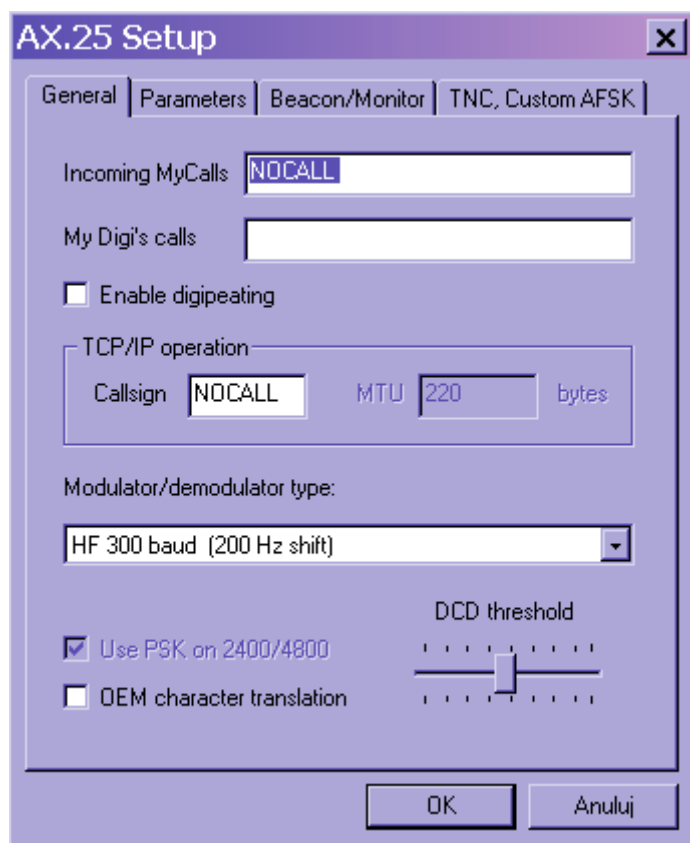 AX.25 Setup
General Parameters Beacon/Monitor TNC, Custom AFSK
Incoming MyCalls NOCALL
My Digi's calls
Enable digipeating
TCP/IP operation
Callsign NOCALL MTU 220 bytes
Modulator/demodulator type:
HF 300 baud (200 Hz shift)
DCD threshold
Use PSK on 2400/4800
OEM character translation
OK Anuluj